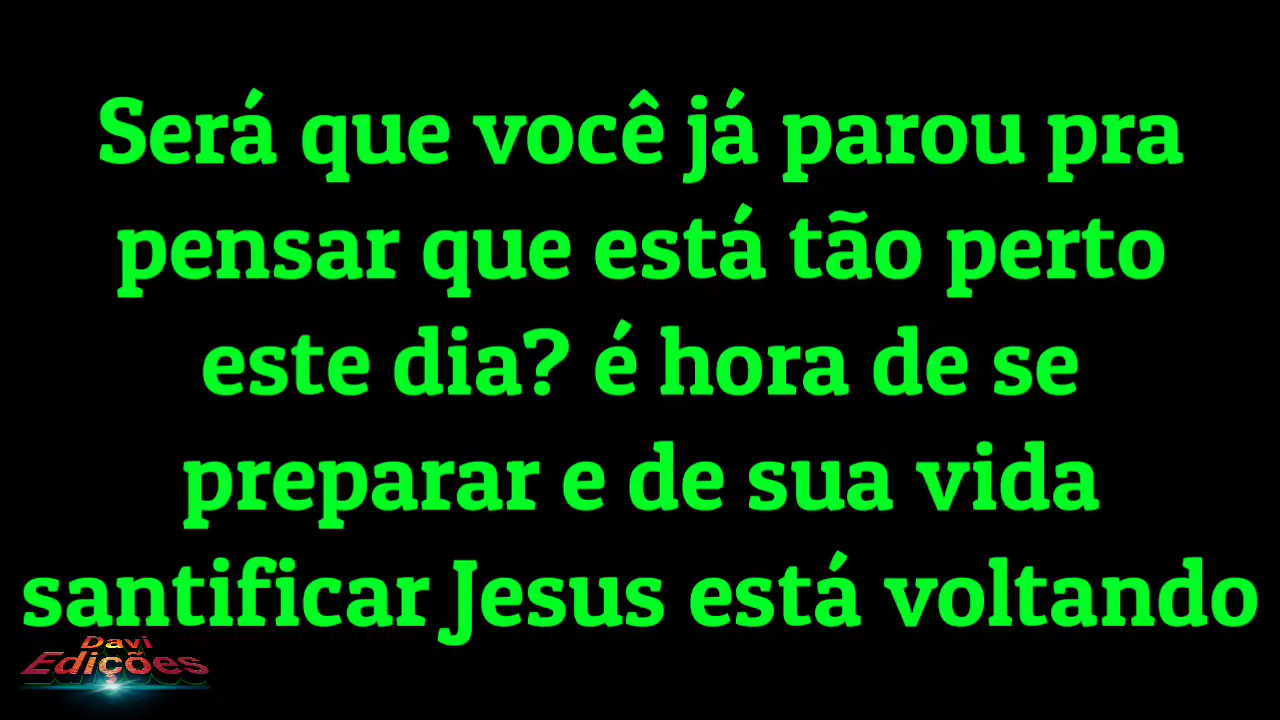 Será que você já parou pra
pensar que está tão perto
este dia? é hora de se
preparar e de sua vida
santificar Jesus está voltando
Davi
Edições